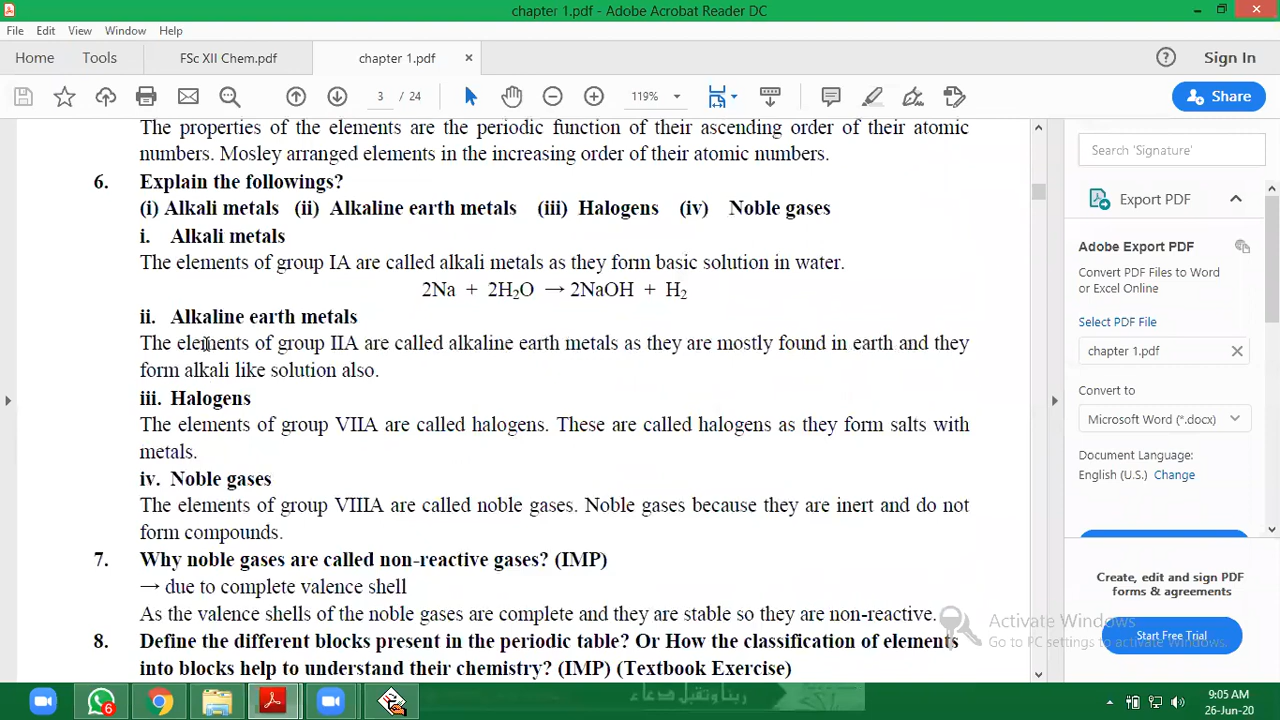 chapter 1.pdf - Adobe Acrobat Reader DC
File Edit View Window Help
Home Tools FSc XII Chem.pdf chapter 1.pdf × Sign In
3 / 24 119% Share
The properties of the elements are the periodic function of their ascending order of their atomic
numbers. Mosley arranged elements in the increasing order of their atomic numbers.
6. Explain the followings?
(i) Alkali metals (ii) Alkaline earth metals (iii) Halogens (iv) Noble gases
i. Alkali metals
The elements of group IA are called alkali metals as they form basic solution in water.
2Na + 2H₂O → 2NaOH + H₂
ii. Alkaline earth metals
The elements of group IIA are called alkaline earth metals as they are mostly found in earth and they
form alkali like solution also.
iii. Halogens
The elements of group VIIA are called halogens. These are called halogens as they form salts with
metals.
iv. Noble gases
The elements of group VIIIA are called noble gases. Noble gases because they are inert and do not
form compounds.
7. Why noble gases are called non-reactive gases? (IMP)
→ due to complete valence shell
As the valence shells of the noble gases are complete and they are stable so they are non-reactive.
8. Define the different blocks present in the periodic table? Or How the classification of elements
into blocks help to understand their chemistry? (IMP) (Textbook Exercise)
Search 'Signature'
Export PDF
Adobe Export PDF
Convert PDF Files to Word
or Excel Online
Select PDF File
chapter 1.pdf
Convert to
Microsoft Word (*.docx)
Document Language:
English (U.S.) Change
Create, edit and sign PDF
forms & agreements
Start Free Trial
Activate Windows
Go to PC settings to activate Windows.
6
ربنا وتقبل دعاء
9:05 AM
26-Jun-20